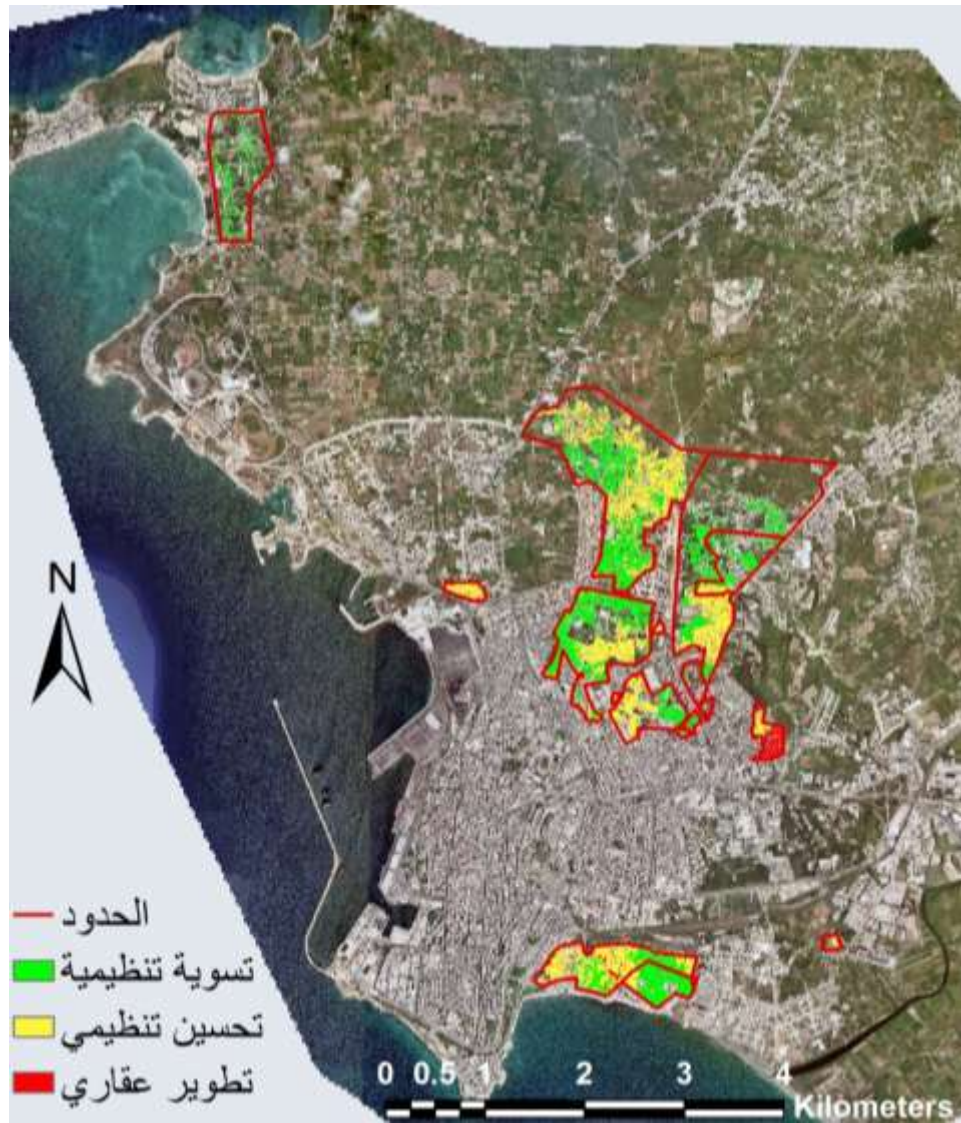 N
الحدود
تسوية تنظيمية
تحسين تنظيمي
تطوير عقاري
0 0.5 1 2 3 4
Kilometers